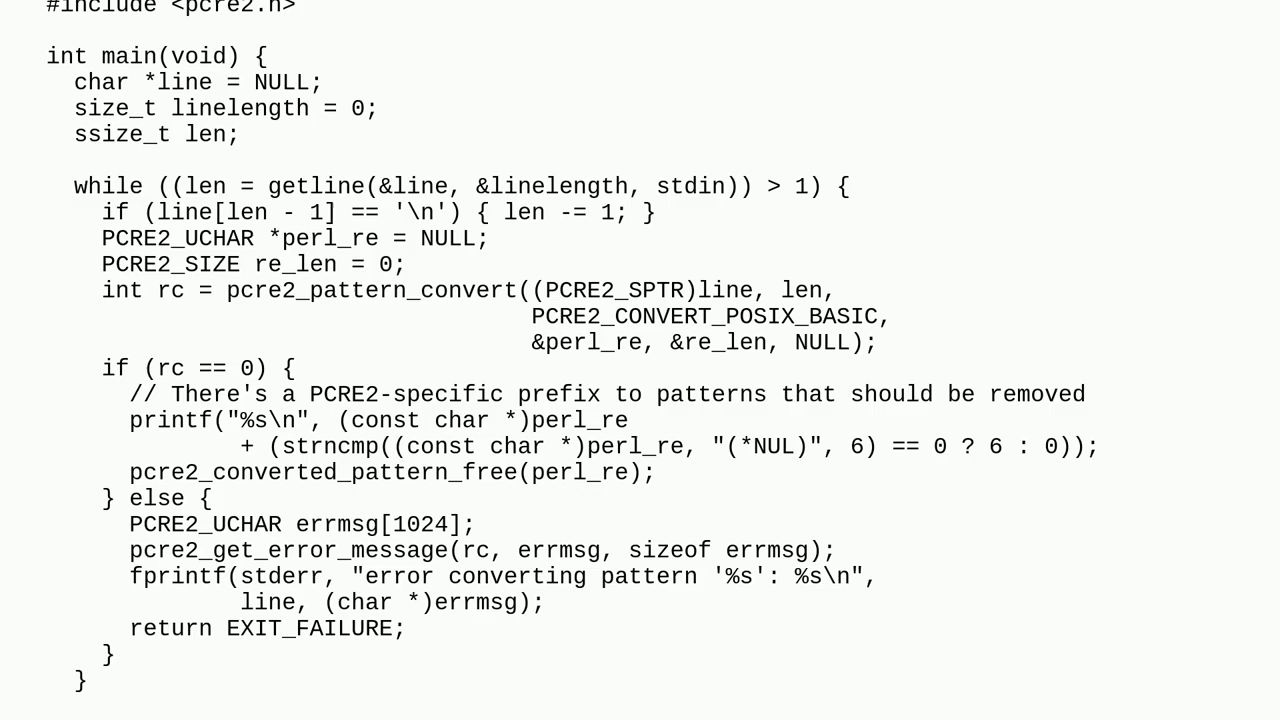 #include <pcre2.h>
int main(void) {
  char *line = NULL;
  size_t linelength = 0;
  ssize_t len;
  while ((len = getline(&line, &linelength, stdin)) > 1) {
    if (line[len - 1] == '\n') { len -= 1; }
    PCRE2_UCHAR *perl_re = NULL;
    PCRE2_SIZE re_len = 0;
    int rc = pcre2_pattern_convert((PCRE2_SPTR)line, len,
                                   PCRE2_CONVERT_POSIX_BASIC,
                                   &perl_re, &re_len, NULL);
    if (rc == 0) {
      // There's a PCRE2-specific prefix to patterns that should be removed
      printf("%s\n", (const char *)perl_re
              + (strncmp((const char *)perl_re, "(*NUL)", 6) == 0 ? 6 : 0));
      pcre2_converted_pattern_free(perl_re);
    } else {
      PCRE2_UCHAR errmsg[1024];
      pcre2_get_error_message(rc, errmsg, sizeof errmsg);
      fprintf(stderr, "error converting pattern '%s': %s\n",
              line, (char *)errmsg);
      return EXIT_FAILURE;
    }
  }